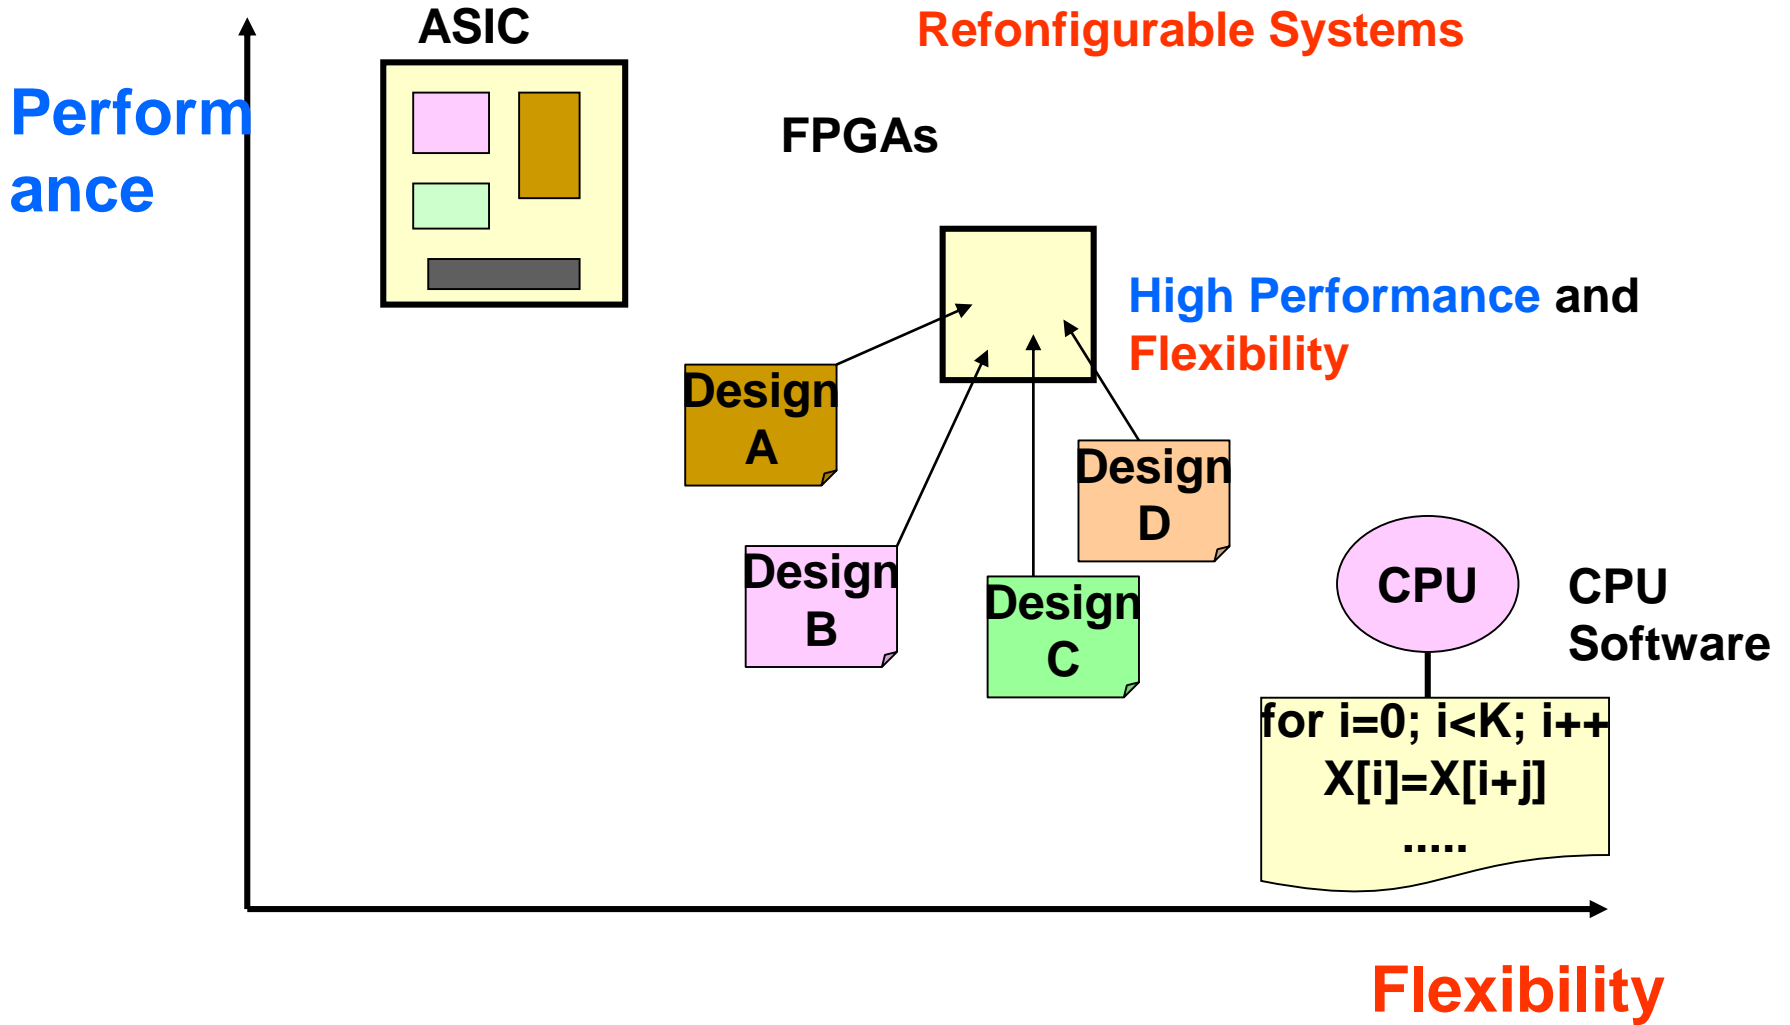 ASIC
Refonfigurable Systems
Perform
ance
FPGAs
High Performance and
Flexibility
Design
A
Design
D
Design
B
Design
C
CPU
CPU
Software
for i=0; i<K; i++
X[i]=X[i+j]
.....
Flexibility